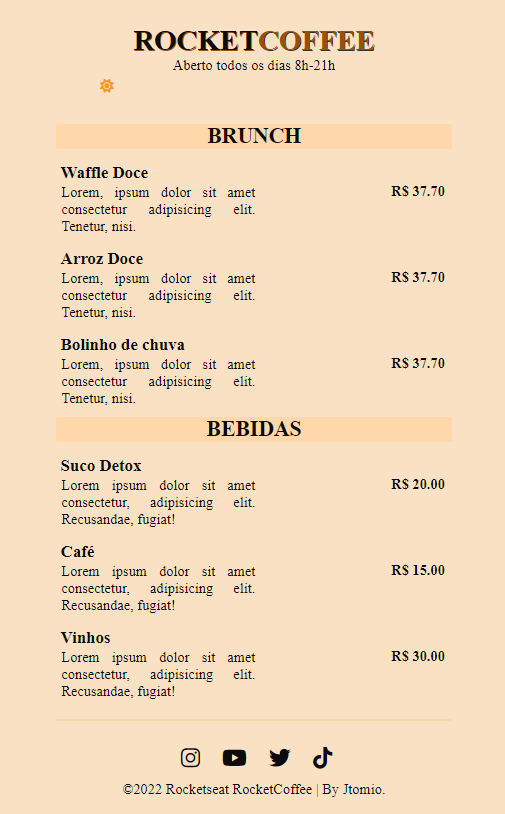 ROCKETCOFFEE
Aberto todos os dias 8h-21h
BRUNCH
Waffle Doce
Lorem, ipsum dolor sit amet
consectetur adipisicing elit.
Tenetur, nisi.
R$ 37.70
Arroz Doce
Lorem, ipsum dolor sit amet
consectetur adipisicing elit.
Tenetur, nisi.
R$ 37.70
Bolinho de chuva
Lorem, ipsum dolor sit amet
consectetur adipisicing elit.
Tenetur, nisi.
R$ 37.70
BEBIDAS
Suco Detox
Lorem ipsum dolor sit amet
consectetur, adipisicing elit.
Recusandae, fugiat!
R$ 20.00
Café
Lorem ipsum dolor sit amet
consectetur, adipisicing elit.
Recusandae, fugiat!
R$ 15.00
Vinhos
Lorem ipsum dolor sit amet
consectetur, adipisicing elit.
Recusandae, fugiat!
R$ 30.00
©2022 Rocketseat RocketCoffee | By Jtomio.